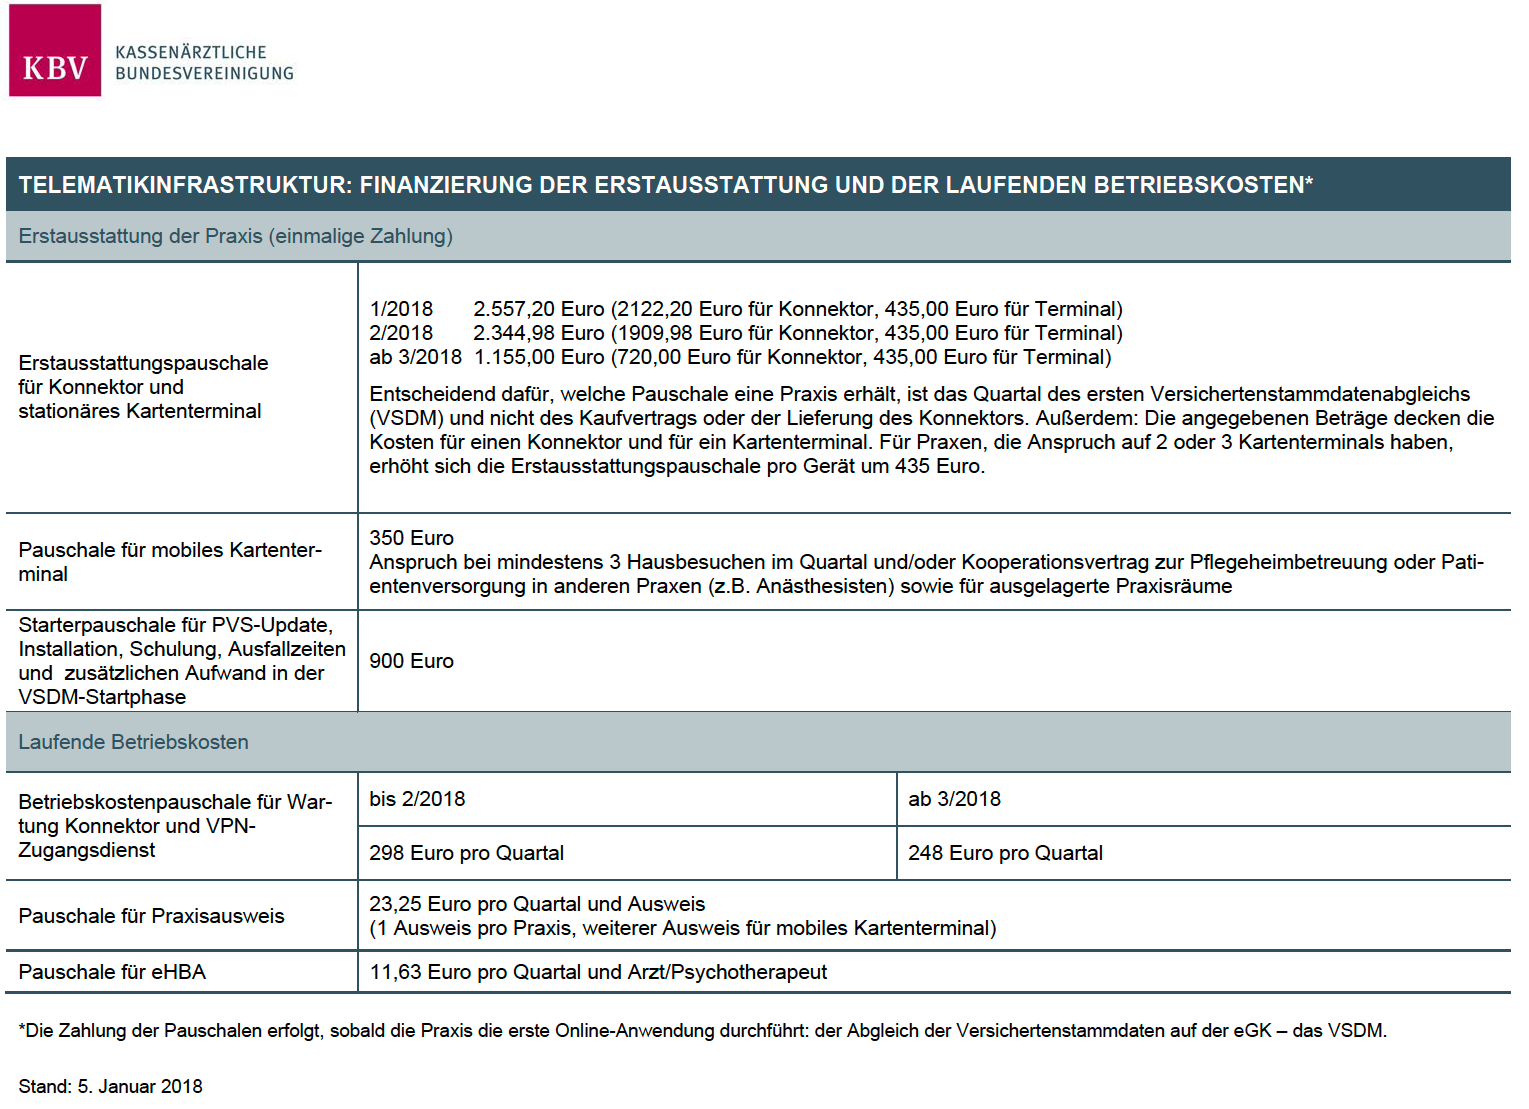 KBV
KASSENÄRZTLICHE
BUNDESVEREINIGUNG
TELEMATIKINFRASTRUKTUR: FINANZIERUNG DER ERSTAUSSTATTUNG UND DER LAUFENDEN BETRIEBSKOSTEN*
Erstausstattung der Praxis (einmalige Zahlung)
Erstausstattungspauschale
für Konnektor und
stationäres Kartenterminal
1/2018 2.557,20 Euro (2122,20 Euro für Konnektor, 435,00 Euro für Terminal)
2/2018 2.344,98 Euro (1909,98 Euro für Konnektor, 435,00 Euro für Terminal)
ab 3/2018 1.155,00 Euro (720,00 Euro für Konnektor, 435,00 Euro für Terminal)
Entscheidend dafür, welche Pauschale eine Praxis erhält, ist das Quartal des ersten Versichertenstammdatenabgleichs
(VSDM) und nicht des Kaufvertrags oder der Lieferung des Konnektors. Außerdem: Die angegebenen Beträge decken die
Kosten für einen Konnektor und für ein Kartenterminal. Für Praxen, die Anspruch auf 2 oder 3 Kartenterminals haben,
erhöht sich die Erstausstattungspauschale pro Gerät um 435 Euro.
Pauschale für mobiles Kartenter-
minal
350 Euro
Anspruch bei mindestens 3 Hausbesuchen im Quartal und/oder Kooperationsvertrag zur Pflegeheimbetreuung oder Pati-
entenversorgung in anderen Praxen (z.B. Anästhesisten) sowie für ausgelagerte Praxisräume
Starterpauschale für PVS-Update,
Installation, Schulung, Ausfallzeiten
und zusätzlichen Aufwand in der
VSDM-Startphase
900 Euro
Laufende Betriebskosten
Betriebskostenpauschale für War-
tung Konnektor und VPN-
Zugangsdienst
bis 2/2018
ab 3/2018
298 Euro pro Quartal
248 Euro pro Quartal
Pauschale für Praxisausweis
23,25 Euro pro Quartal und Ausweis
(1 Ausweis pro Praxis, weiterer Ausweis für mobiles Kartenterminal)
Pauschale für eHBA
11,63 Euro pro Quartal und Arzt/Psychotherapeut
*Die Zahlung der Pauschalen erfolgt, sobald die Praxis die erste Online-Anwendung durchführt: der Abgleich der Versichertenstammdaten auf der eGK – das VSDM.
Stand: 5. Januar 2018